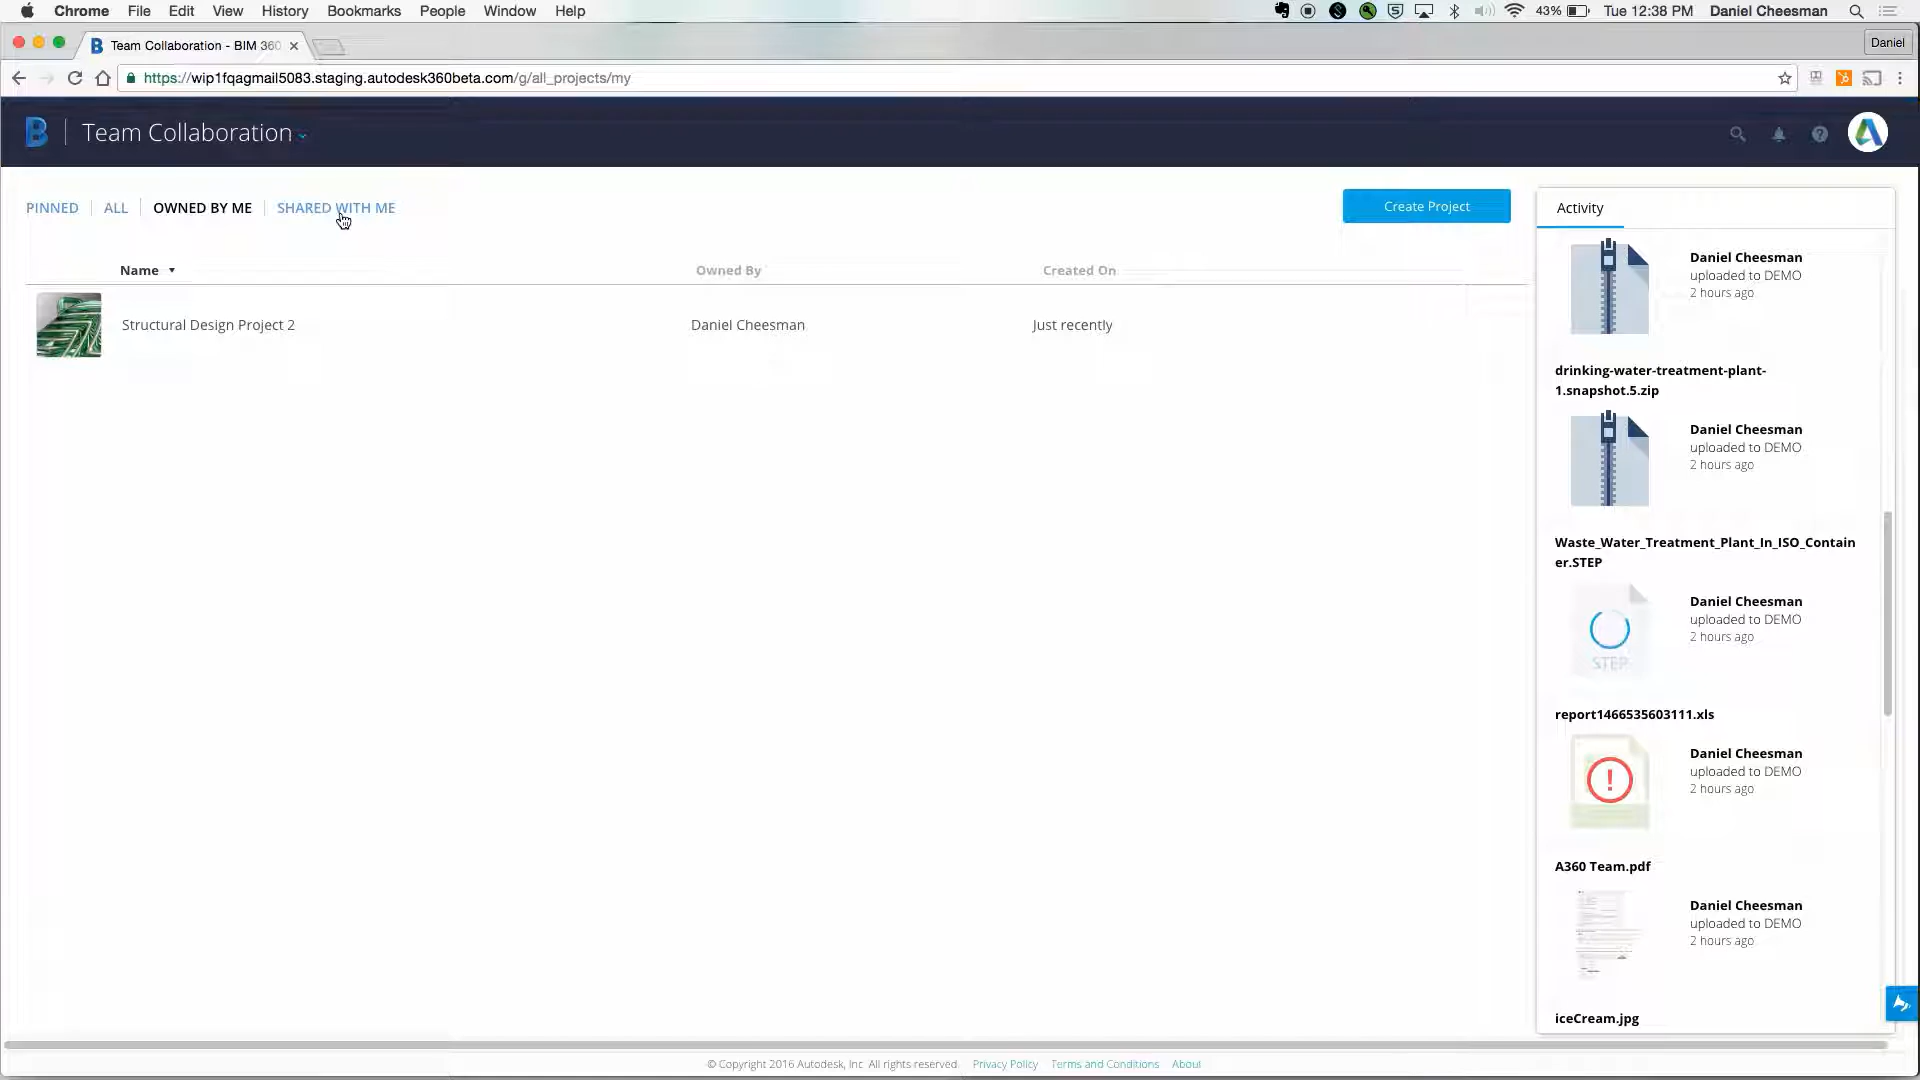 Chrome File Edit View History Bookmarks People Window Help 43% Tue 12:38 PM Daniel Cheesman
Team Collaboration - BIM 360 Daniel
https://wip1fqagmail5083.staging.autodesk360beta.com/g/all_projects/my
Team Collaboration
PINNED ALL OWNED BY ME SHARED WITH ME Create Project
Name Owned By Created On
Structural Design Project 2 Daniel Cheesman Just recently
Activity
Daniel Cheesman
uploaded to DEMO
2 hours ago
drinking-water-treatment-plant-
1.snapshot.5.zip
Daniel Cheesman
uploaded to DEMO
2 hours ago
Waste_Water_Treatment_Plant_In_ISO_Contain
er.STEP
Daniel Cheesman
uploaded to DEMO
2 hours ago
STEP
report1466535603111.xls
Daniel Cheesman
uploaded to DEMO
2 hours ago
A360 Team.pdf
Daniel Cheesman
uploaded to DEMO
2 hours ago
iceCream.jpg
© Copyright 2016 Autodesk, Inc All rights reserved. Privacy Policy Terms and Conditions About